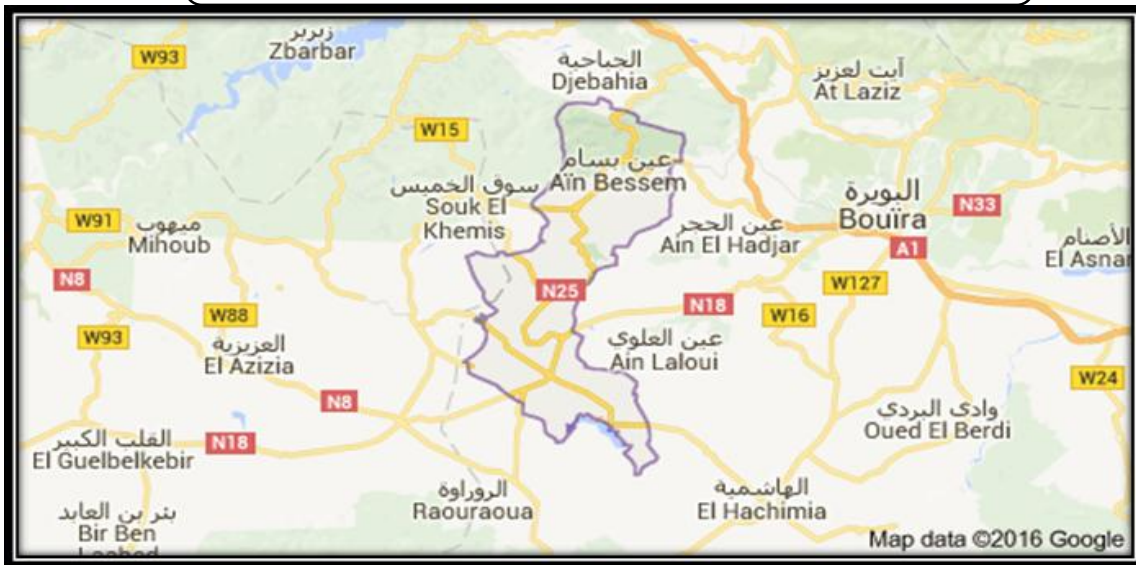 زبربر
Zbarbar
W93
الجباحية
Djebahia
آيت لعزيز
At Laziz
W15
عين بسام
Aïn Bessem
سوق الخميس
Souk El
Khemis
البويرة
Bouïra
N33
W91
ميهوب
Mihoub
عين الحجر
Ain El Hadjar
A1
الأصنام
El Asna
N8
N25
W127
N18
W88
W16
W93
العزيزية
El Azizia
عين العلوي
Ain Laloui
W24
N8
وادى البردي
Oued El Berdi
القلب الكبير
El Guelbelkebir
N18
الروراوة
Raouraoua
الهاشمية
El Hachimia
بئر بن العابد
Bir Ben
Map data ©2016 Google